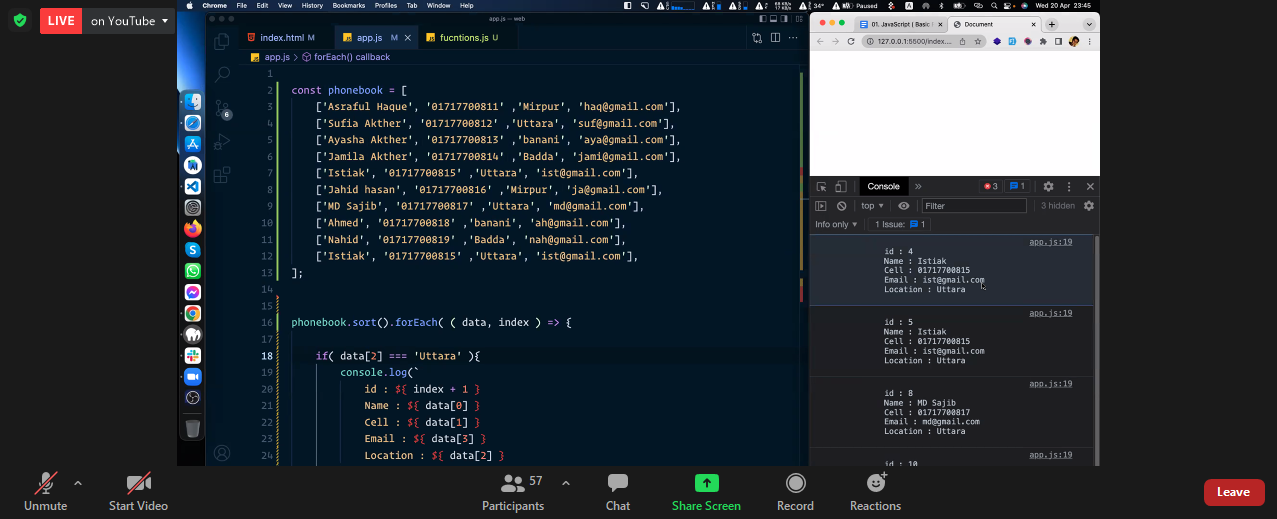 LIVE on YouTube
Chrome File Edit View History Bookmarks Profiles Tab Window Help
34° Paused Wed 20 Apr 23:45
app.js — web
index.html M app.js M fucntions.js U
app.js > forEach() callback
1
2 const phonebook = [
3 ['Asraful Haque', '01717700811' ,'Mirpur', 'haq@gmail.com'],
4 ['Sufia Akther', '01717700812' ,'Uttara', 'suf@gmail.com'],
5 ['Ayasha Akther', '01717700813' ,'banani', 'aya@gmail.com'],
6 ['Jamila Akther', '01717700814' ,'Badda', 'jami@gmail.com'],
7 ['Istiak', '01717700815' ,'Uttara', 'ist@gmail.com'],
8 ['Jahid hasan', '01717700816' ,'Mirpur', 'ja@gmail.com'],
9 ['MD Sajib', '01717700817' ,'Uttara', 'md@gmail.com'],
10 ['Ahmed', '01717700818' ,'banani', 'ah@gmail.com'],
11 ['Nahid', '01717700819' ,'Badda', 'nah@gmail.com'],
12 ['Istiak', '01717700815' ,'Uttara', 'ist@gmail.com'],
13 ];
14
15
16 phonebook.sort().forEach( ( data, index ) => {
17
18 if( data[2] === 'Uttara' ){
19 console.log(`
20 id : ${ index + 1 }
21 Name : ${ data[0] }
22 Cell : ${ data[1] }
23 Email : ${ data[3] }
24 Location : ${ data[2] }
6
01. JavaScript | Basic Document
127.0.0.1:5500/index....
Console » 3 1
top Filter 3 hidden
Info only 1 Issue: 1
app.js:19
id : 4
Name : Istiak
Cell : 01717700815
Email : ist@gmail.com
Location : Uttara
app.js:19
id : 5
Name : Istiak
Cell : 01717700815
Email : ist@gmail.com
Location : Uttara
app.js:19
id : 8
Name : MD Sajib
Cell : 01717700817
Email : md@gmail.com
Location : Uttara
app.js:19
id : 10
Unmute Start Video Participants 57 Chat Share Screen Record Reactions Leave